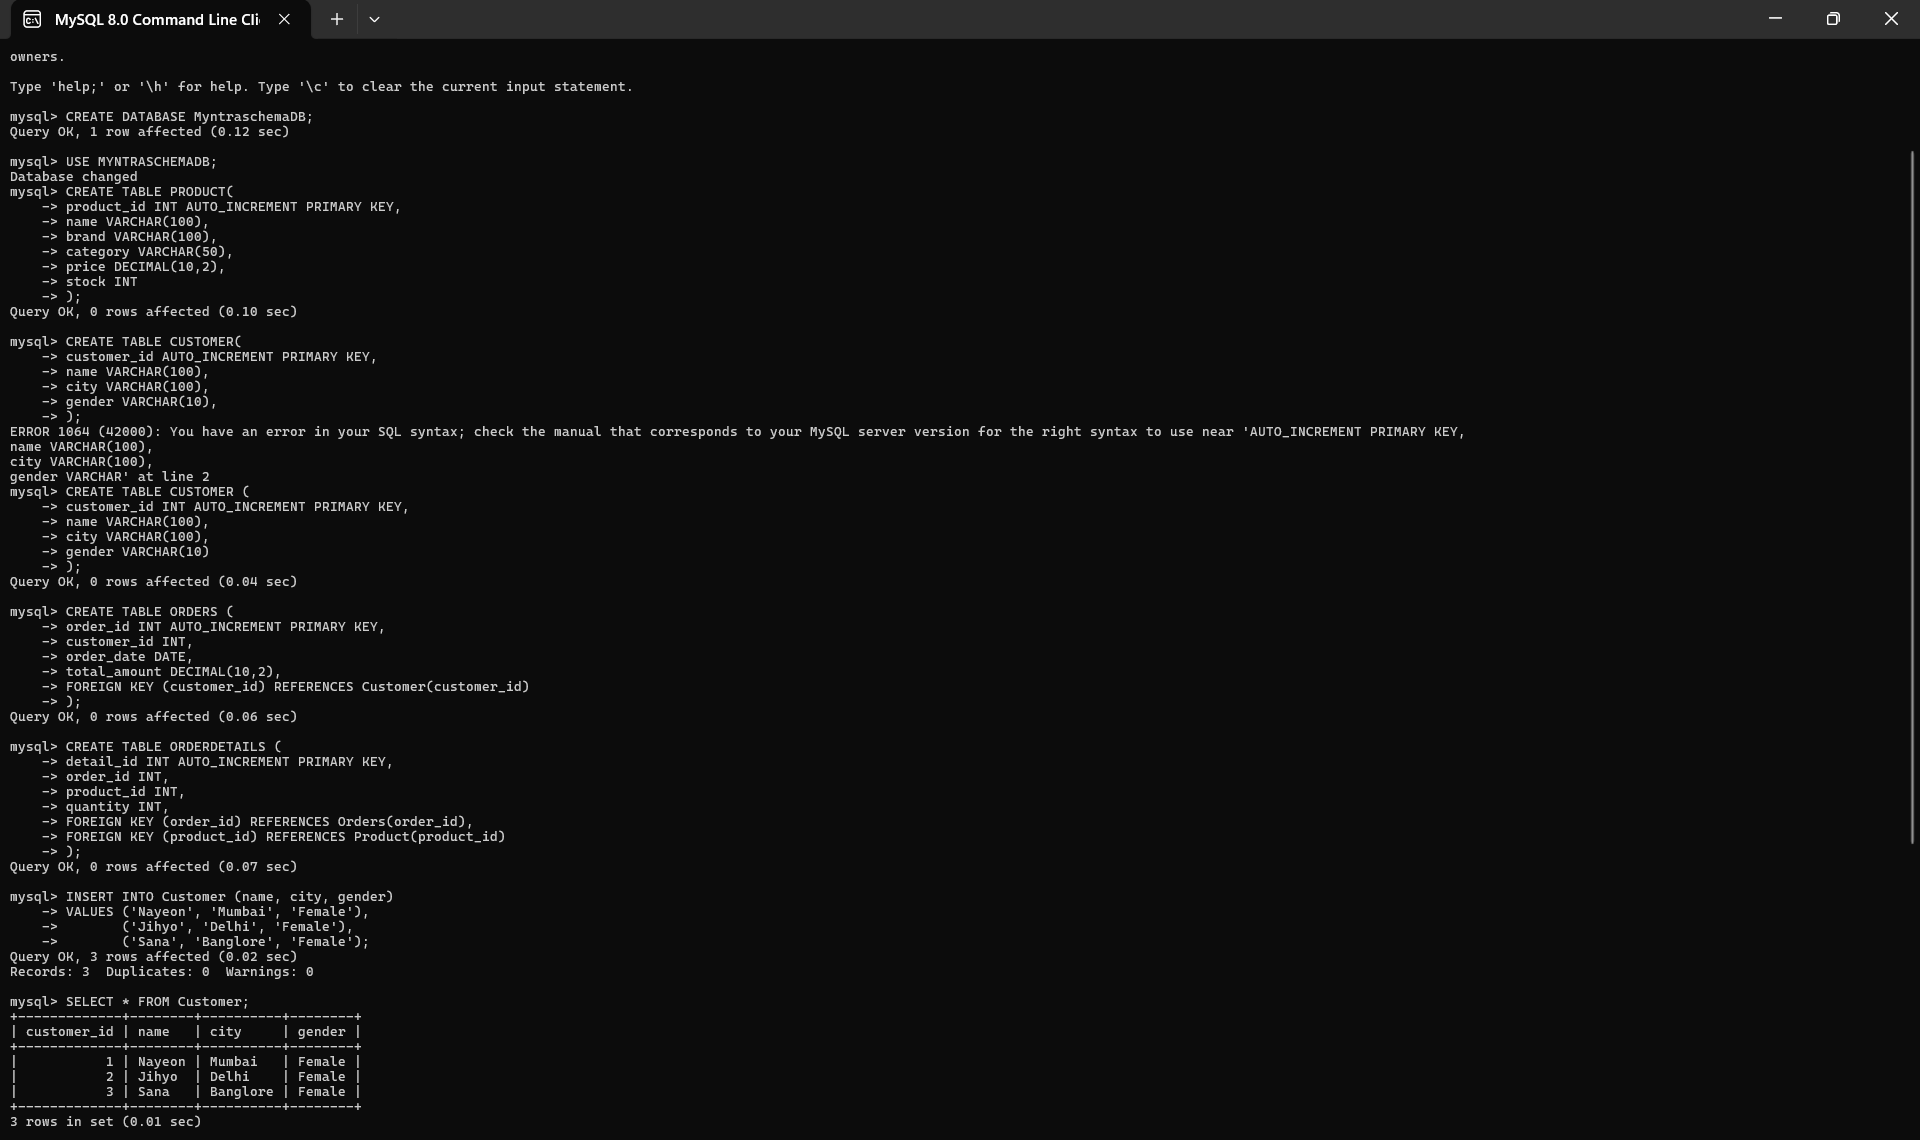 MySQL 8.0 Command Line Cli
owners.
Type 'help;' or '\h' for help. Type '\c' to clear the current input statement.
mysql> CREATE DATABASE MyntraschemaDB;
Query OK, 1 row affected (0.12 sec)
mysql> USE MYNTRASCHEMADB;
Database changed
mysql> CREATE TABLE PRODUCT(
    -> product_id INT AUTO_INCREMENT PRIMARY KEY,
    -> name VARCHAR(100),
    -> brand VARCHAR(100),
    -> category VARCHAR(50),
    -> price DECIMAL(10,2),
    -> stock INT
    -> );
Query OK, 0 rows affected (0.10 sec)
mysql> CREATE TABLE CUSTOMER(
    -> customer_id AUTO_INCREMENT PRIMARY KEY,
    -> name VARCHAR(100),
    -> city VARCHAR(100),
    -> gender VARCHAR(10),
    -> );
ERROR 1064 (42000): You have an error in your SQL syntax; check the manual that corresponds to your MySQL server version for the right syntax to use near 'AUTO_INCREMENT PRIMARY KEY,
name VARCHAR(100),
city VARCHAR(100),
gender VARCHAR' at line 2
mysql> CREATE TABLE CUSTOMER (
    -> customer_id INT AUTO_INCREMENT PRIMARY KEY,
    -> name VARCHAR(100),
    -> city VARCHAR(100),
    -> gender VARCHAR(10)
    -> );
Query OK, 0 rows affected (0.04 sec)
mysql> CREATE TABLE ORDERS (
    -> order_id INT AUTO_INCREMENT PRIMARY KEY,
    -> customer_id INT,
    -> order_date DATE,
    -> total_amount DECIMAL(10,2),
    -> FOREIGN KEY (customer_id) REFERENCES Customer(customer_id)
    -> );
Query OK, 0 rows affected (0.06 sec)
mysql> CREATE TABLE ORDERDETAILS (
    -> detail_id INT AUTO_INCREMENT PRIMARY KEY,
    -> order_id INT,
    -> product_id INT,
    -> quantity INT,
    -> FOREIGN KEY (order_id) REFERENCES Orders(order_id),
    -> FOREIGN KEY (product_id) REFERENCES Product(product_id)
    -> );
Query OK, 0 rows affected (0.07 sec)
mysql> INSERT INTO Customer (name, city, gender)
    -> VALUES ('Nayeon', 'Mumbai', 'Female'),
    ->        ('Jihyo', 'Delhi', 'Female'),
    ->        ('Sana', 'Banglore', 'Female');
Query OK, 3 rows affected (0.02 sec)
Records: 3  Duplicates: 0  Warnings: 0
mysql> SELECT * FROM Customer;
+-------------+--------+----------+--------+
| customer_id | name   | city     | gender |
+-------------+--------+----------+--------+
|           1 | Nayeon | Mumbai   | Female |
|           2 | Jihyo  | Delhi    | Female |
|           3 | Sana   | Banglore | Female |
+-------------+--------+----------+--------+
3 rows in set (0.01 sec)